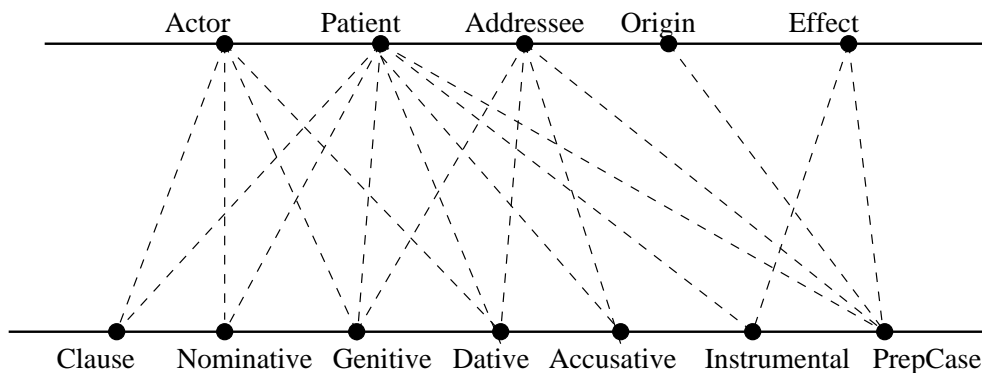 Actor Patient Addressee Origin Effect
Clause Nominative Genitive Dative Accusative Instrumental PrepCase